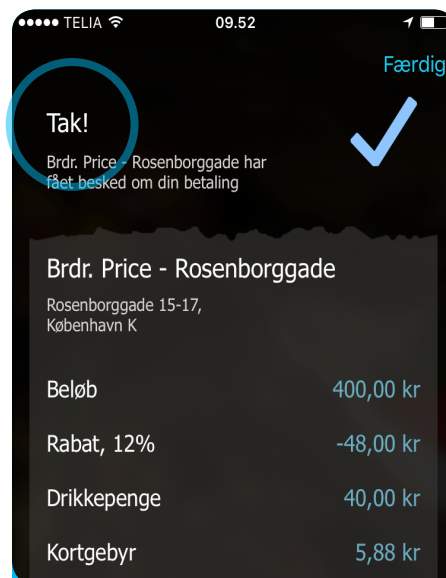 TELIA 09.52
Færdig
Tak!
Brdr. Price - Rosenborggade har
fået besked om din betaling
Brdr. Price - Rosenborggade
Rosenborggade 15-17,
København K
Beløb 400,00 kr
Rabat, 12% -48,00 kr
Drikkepenge 40,00 kr
Kortgebyr 5,88 kr